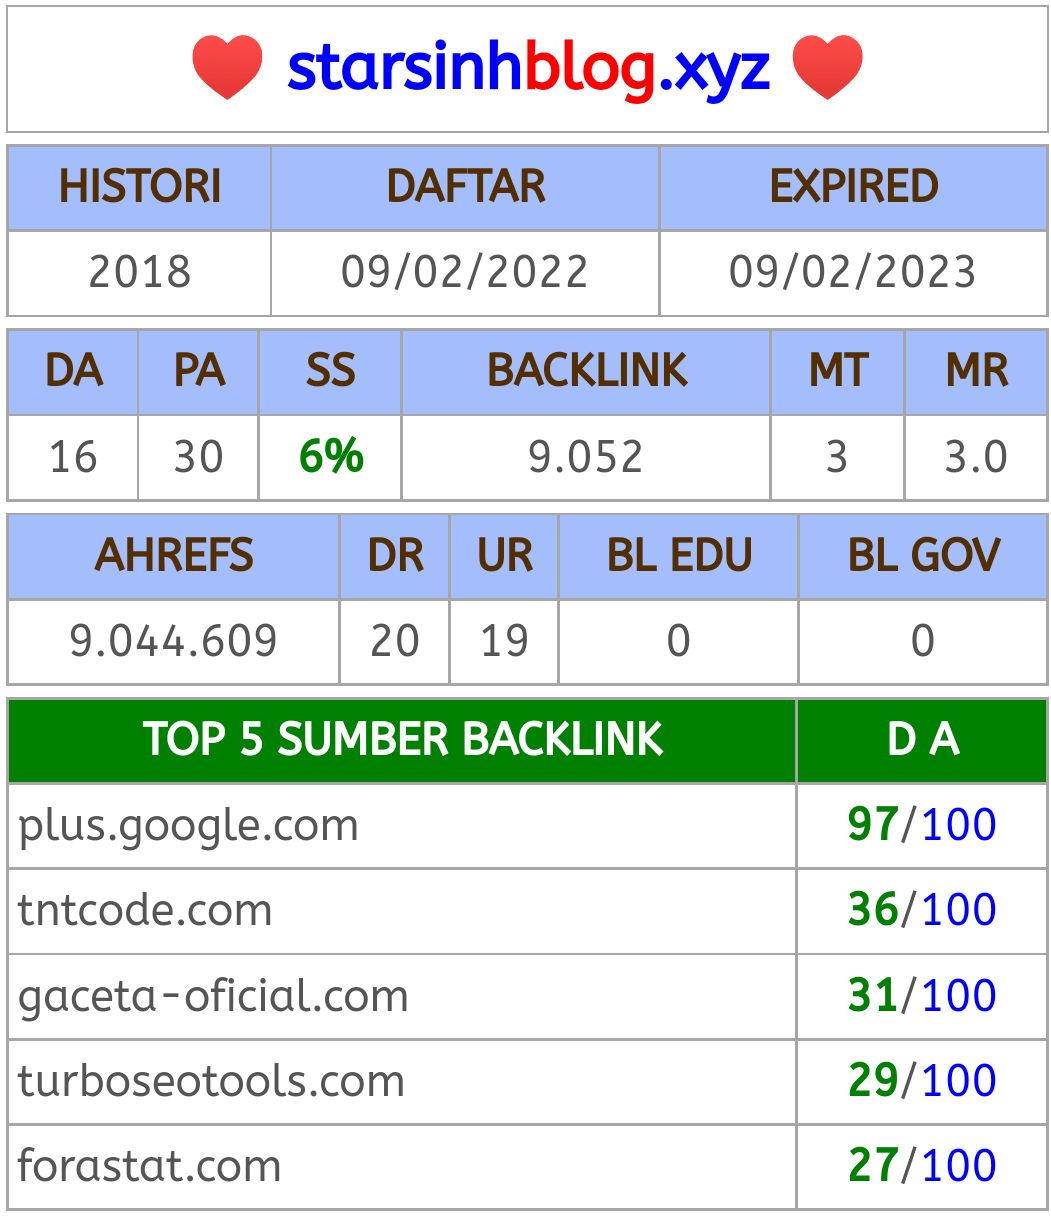 starsinhblog.xyz
HISTORI DAFTAR EXPIRED
2018 09/02/2022 09/02/2023
DA PA SS BACKLINK MT MR
16 30 6% 9.052 3 3.0
AHREFS DR UR BL EDU BL GOV
9.044.609 20 19 0 0
TOP 5 SUMBER BACKLINK D A
plus.google.com 97/100
tntcode.com 36/100
gaceta-oficial.com 31/100
turboseotools.com 29/100
forastat.com 27/100